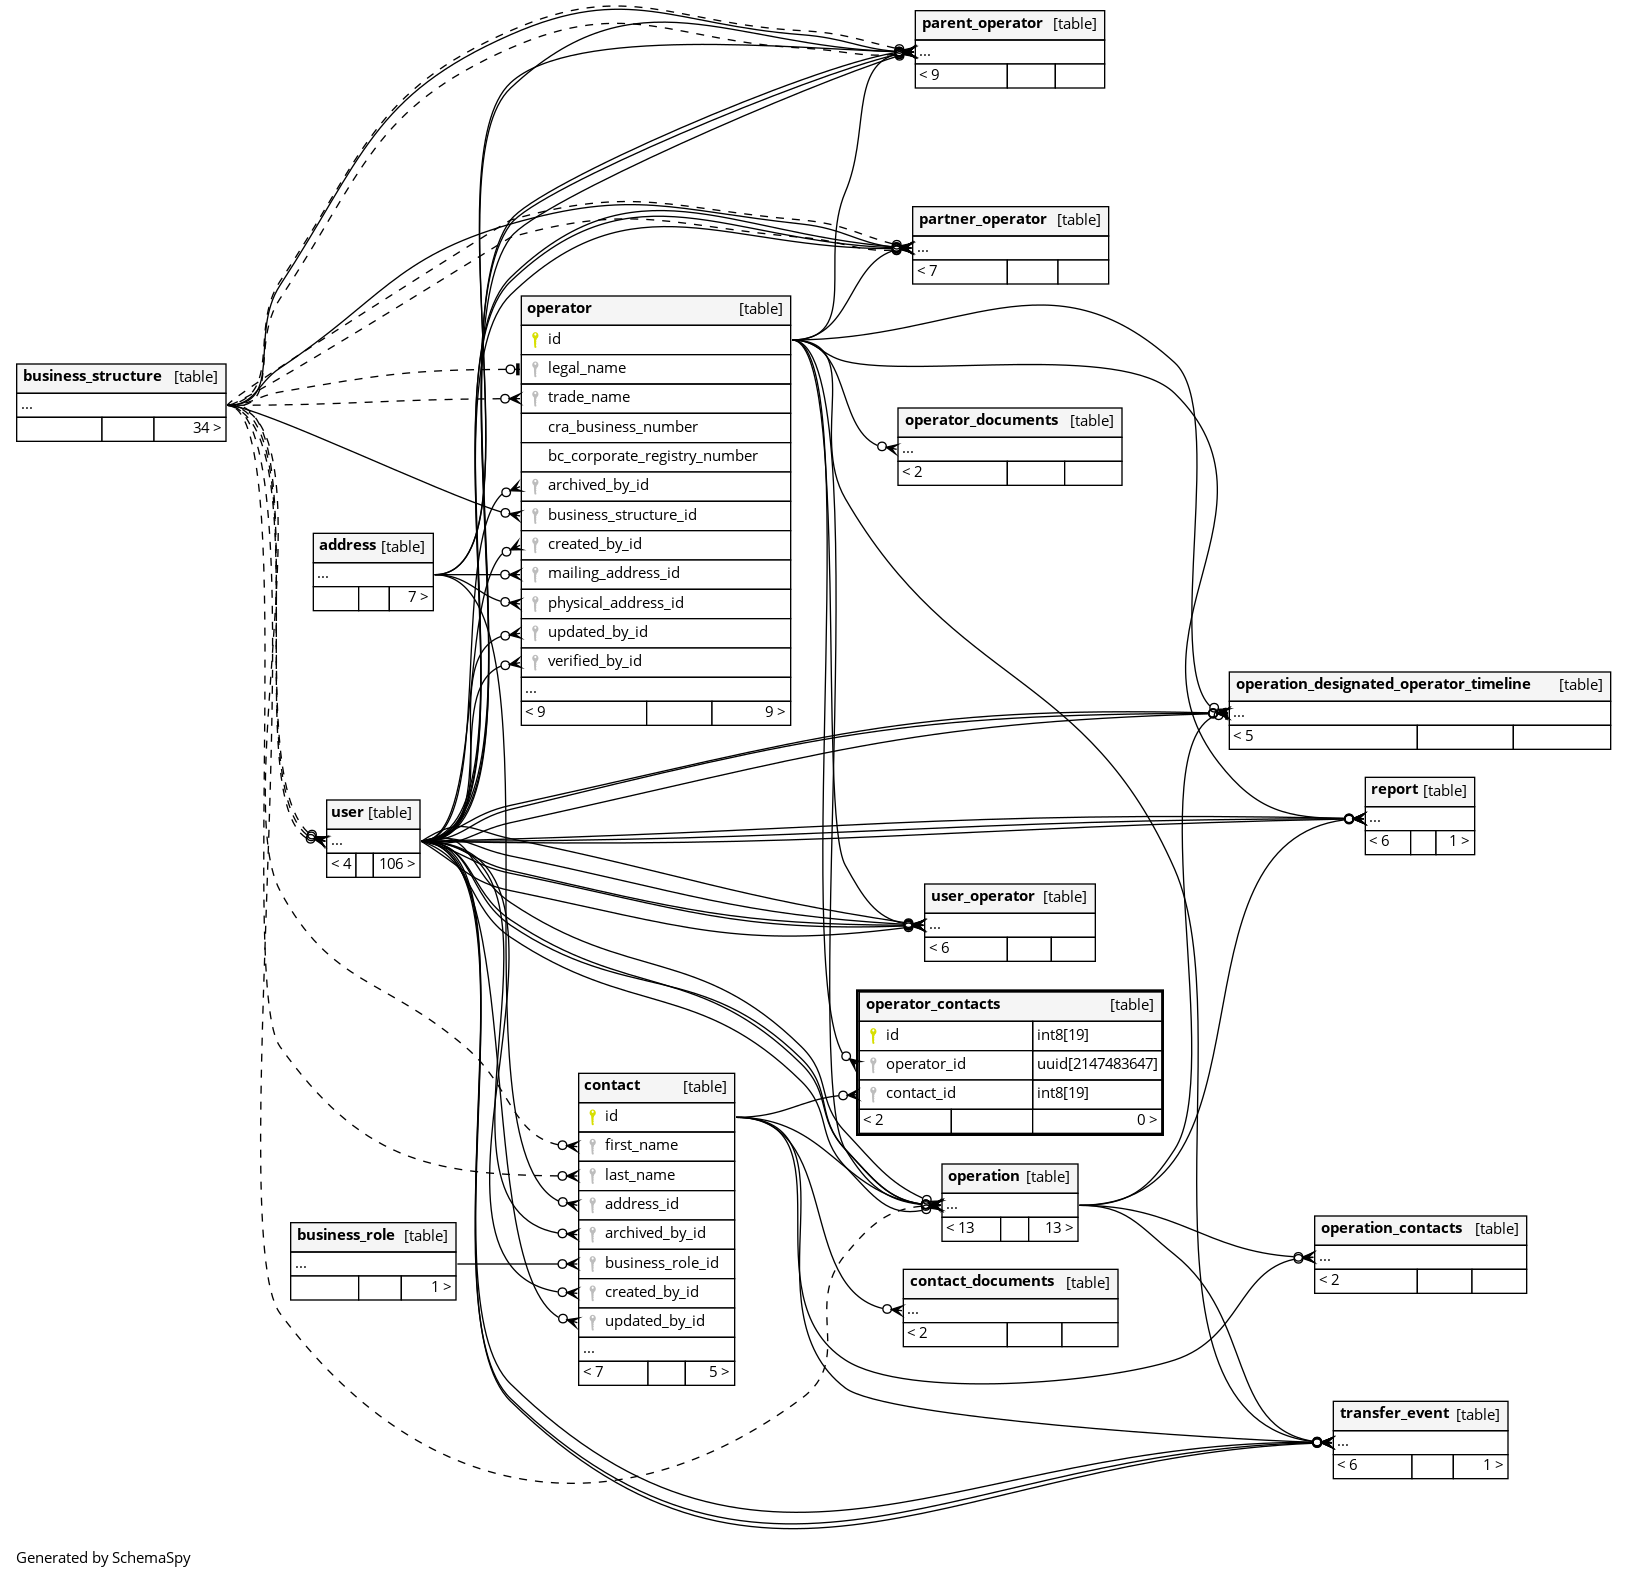 parent_operator [table]
...
< 9
partner_operator [table]
...
< 7
operator [table]
id
legal_name
trade_name
cra_business_number
bc_corporate_registry_number
archived_by_id
business_structure_id
created_by_id
mailing_address_id
physical_address_id
updated_by_id
verified_by_id
...
< 9 9 >
business_structure [table]
...
34 >
operator_documents [table]
...
< 2
address [table]
...
7 >
operation_designated_operator_timeline [table]
...
< 5
report [table]
...
< 6 1 >
user [table]
...
< 4 106 >
user_operator [table]
...
< 6
operator_contacts [table]
id int8[19]
operator_id uuid[2147483647]
contact_id int8[19]
< 2 0 >
contact [table]
id
first_name
last_name
address_id
archived_by_id
business_role_id
created_by_id
updated_by_id
...
< 7 5 >
operation [table]
...
< 13 13 >
business_role [table]
...
1 >
operation_contacts [table]
...
< 2
contact_documents [table]
...
< 2
transfer_event [table]
...
< 6 1 >
Generated by SchemaSpy